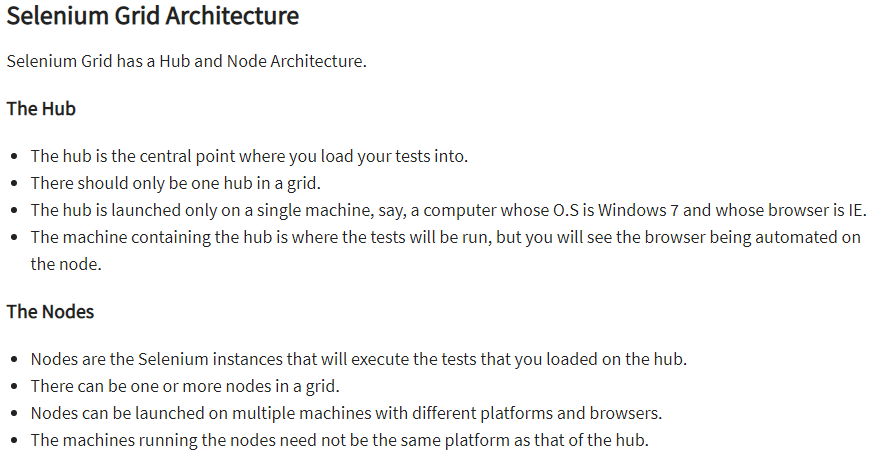 Selenium Grid Architecture
Selenium Grid has a Hub and Node Architecture.
The Hub
• The hub is the central point where you load your tests into.
• There should only be one hub in a grid.
• The hub is launched only on a single machine, say, a computer whose O.S is Windows 7 and whose browser is IE.
• The machine containing the hub is where the tests will be run, but you will see the browser being automated on
the node.
The Nodes
• Nodes are the Selenium instances that will execute the tests that you loaded on the hub.
• There can be one or more nodes in a grid.
• Nodes can be launched on multiple machines with different platforms and browsers.
• The machines running the nodes need not be the same platform as that of the hub.